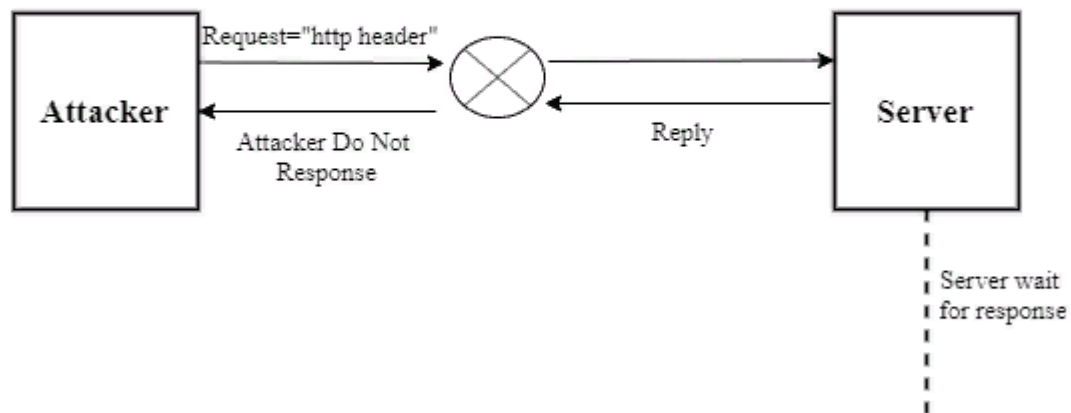 Request="http header"
Attacker
Attacker Do Not
Response
Reply
Server
Server wait
for response